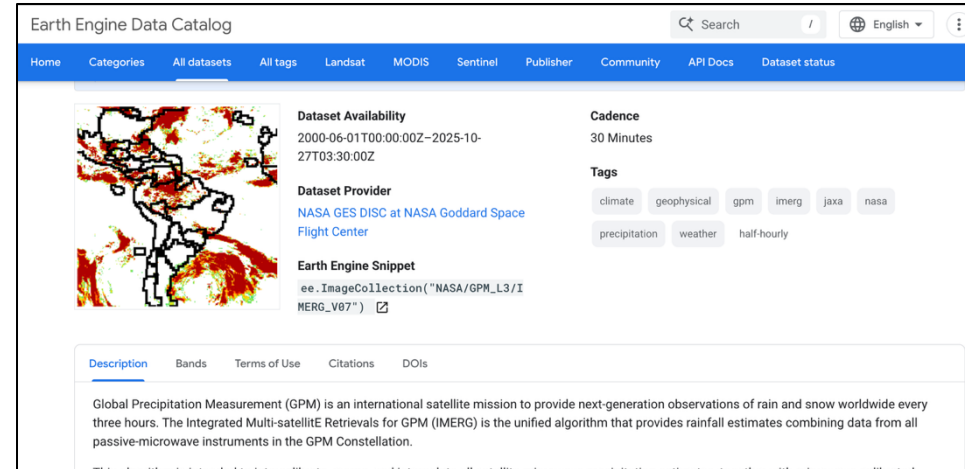 Earth Engine Data Catalog
Search
/
English
Home Categories All datasets All tags Landsat MODIS Sentinel Publisher Community API Docs Dataset status
Dataset Availability
2000-06-01T00:00:00Z–2025-10-
27T03:30:00Z
Dataset Provider
NASA GES DISC at NASA Goddard Space
Flight Center
Earth Engine Snippet
ee.ImageCollection("NASA/GPM_L3/I
MERG_V07")
Cadence
30 Minutes
Tags
climate geophysical gpm imerg jaxa nasa
precipitation weather half-hourly
Description Bands Terms of Use Citations DOIs
Global Precipitation Measurement (GPM) is an international satellite mission to provide next-generation observations of rain and snow worldwide every
three hours. The Integrated Multi-satellitE Retrievals for GPM (IMERG) is the unified algorithm that provides rainfall estimates combining data from all
passive-microwave instruments in the GPM Constellation.